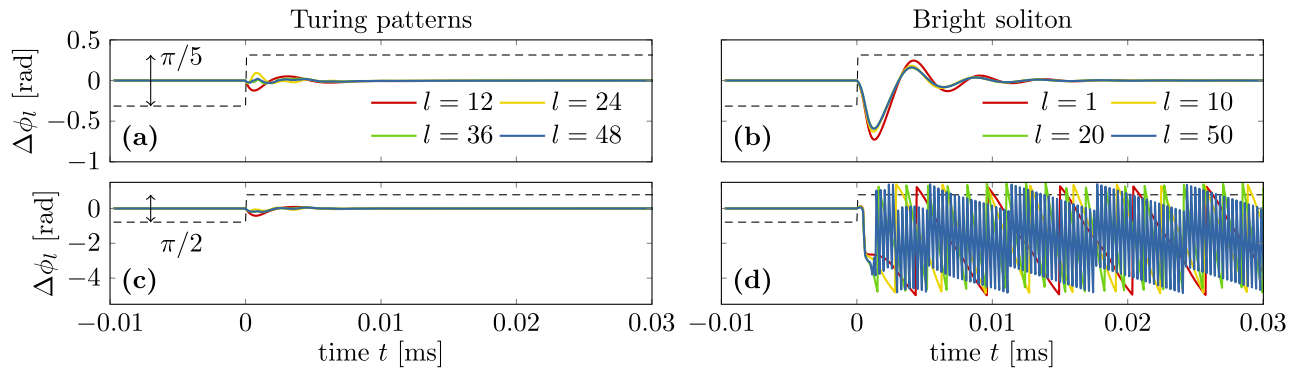 Turing patterns
Bright soliton
Δϕ_l [rad]
0.5
0
−0.5
−1
π/5
(a)
l = 12
l = 24
l = 36
l = 48
(b)
l = 1
l = 10
l = 20
l = 50
Δϕ_l [rad]
0
−2
−4
π/2
(c)
(d)
−0.01
0
0.01
0.02
0.03
−0.01
0
0.01
0.02
0.03
time t [ms]
time t [ms]